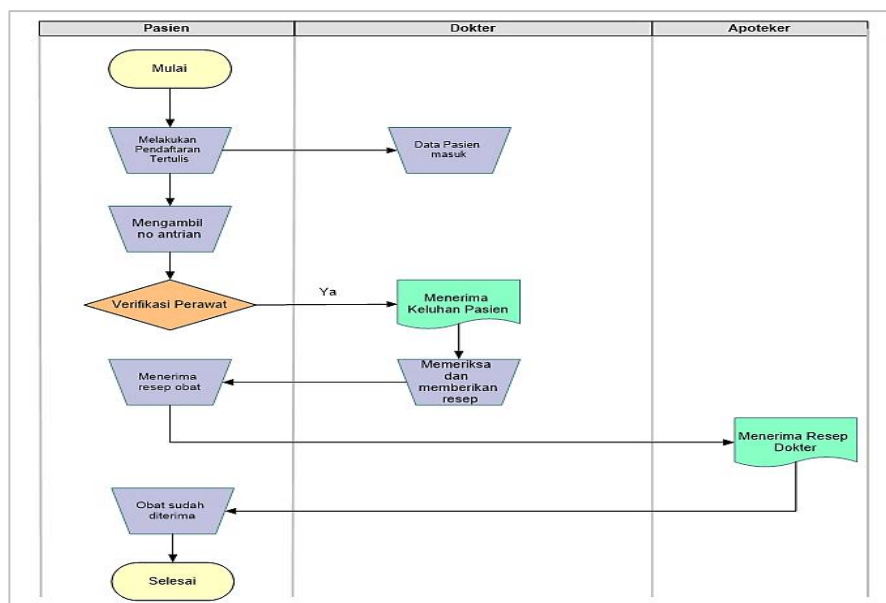 Pasien
Dokter
Apoteker
Mulai
Melakukan
Pendaftaran
Tertulis
Data Pasien
masuk
Mengambil
no antrian
Verifikasi Perawat
Ya
Menerima
Keluhan Pasien
Memeriksa
dan
memberikan
resep
Menerima
resep obat
Menerima Resep
Dokter
Obat sudah
diterima
Selesai